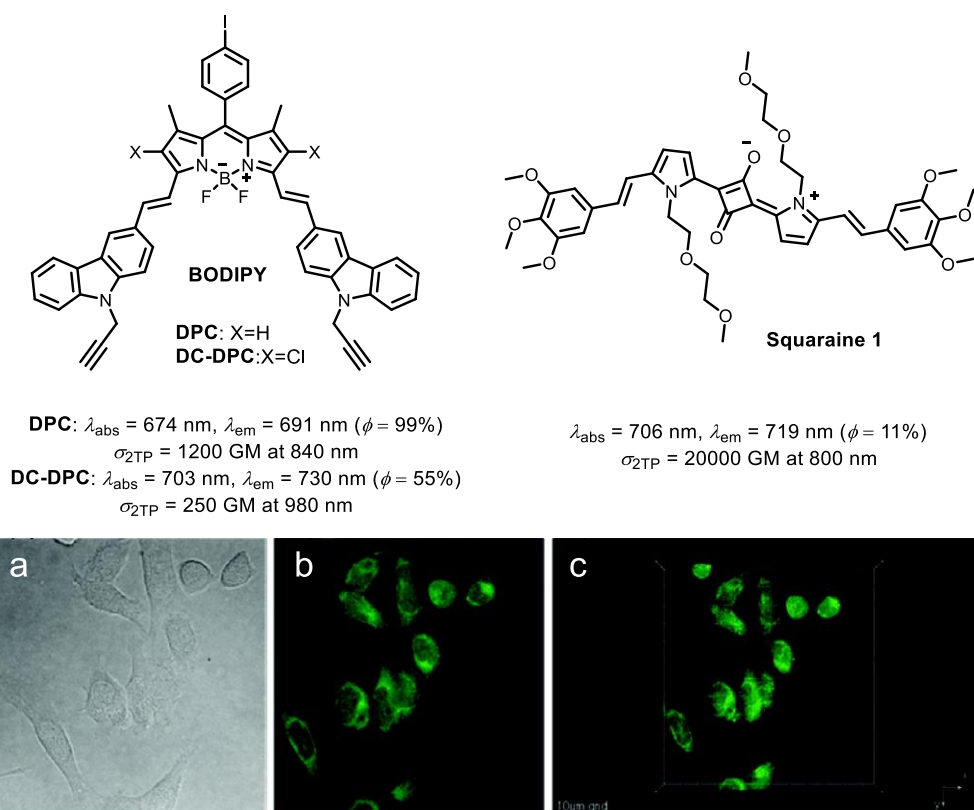 I
X
X
N
N
+
−
B
F
F
N
N
BODIPY
DPC: X=H
DC-DPC:X=Cl
O
O
O
O
O
N
−
O
O
N
+
O
O
O
O
O
Squaraine 1
DPC: λabs = 674 nm, λem = 691 nm (ϕ = 99%)
σ2TP = 1200 GM at 840 nm
DC-DPC: λabs = 703 nm, λem = 730 nm (ϕ = 55%)
σ2TP = 250 GM at 980 nm
λabs = 706 nm, λem = 719 nm (ϕ = 11%)
σ2TP = 20000 GM at 800 nm
a
b
c
10um grid